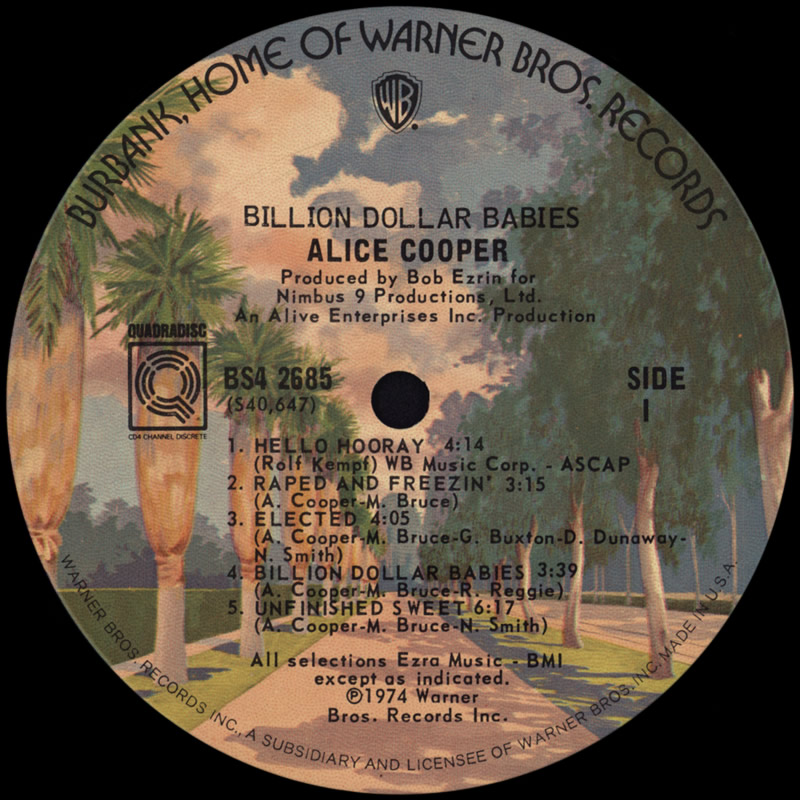 BURBANK, HOME OF WARNER BROS. RECORDS
WB
BILLION DOLLAR BABIES
ALICE COOPER
Produced by Bob Ezrin for
Nimbus 9 Productions, Ltd.
An Alive Enterprises Inc. Production
QUADRADISC
CD4 CHANNEL DISCRETE
BS4 2685
(S40,647)
SIDE
1
1. HELLO HOORAY 4:14
(Rolf Kempf) WB Music Corp. - ASCAP
2. RAPED AND FREEZIN' 3:15
(A. Cooper-M. Bruce)
3. ELECTED 4:05
(A. Cooper-M. Bruce-G. Buxton-D. Dunaway-
N. Smith)
4. BILLION DOLLAR BABIES 3:39
(A. Cooper-M. Bruce-R. Reggie)
5. UNFINISHED SWEET 6:17
(A. Cooper-M. Bruce-N. Smith)
All selections Ezra Music - BMI
except as indicated.
℗1974 Warner
Bros. Records Inc.
WARNER BROS. RECORDS INC., A SUBSIDIARY AND LICENSEE OF WARNER BROS. INC. MADE IN U.S.A.